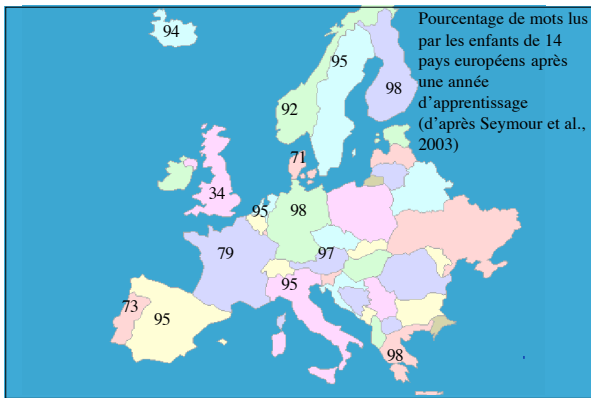 Pourcentage de mots lus
par les enfants de 14
pays européens après
une année
d’apprentissage
(d’après Seymour et al.,
2003)
94
95
98
92
71
34
95
98
79
97
95
73
95
98